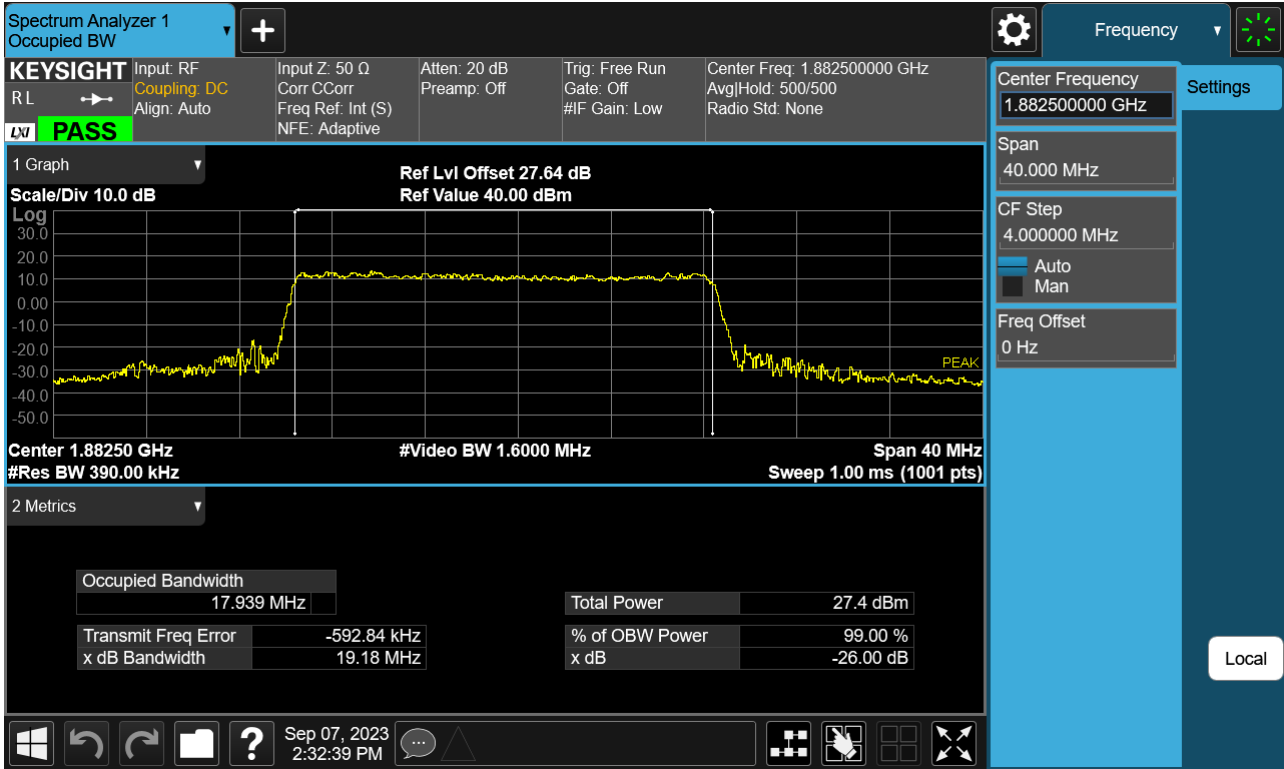 Spectrum Analyzer 1
Occupied BW
Frequency
KEYSIGHT
R L
LXI
PASS
Input: RF
Coupling: DC
Align: Auto
Input Z: 50 Ω
Corr CCorr
Freq Ref: Int (S)
NFE: Adaptive
Atten: 20 dB
Preamp: Off
Trig: Free Run
Gate: Off
#IF Gain: Low
Center Freq: 1.882500000 GHz
Avg|Hold: 500/500
Radio Std: None
Center Frequency
1.882500000 GHz
Settings
Span
40.000 MHz
CF Step
4.000000 MHz
Auto
Man
Freq Offset
0 Hz
Local
1 Graph
Ref Lvl Offset 27.64 dB
Scale/Div 10.0 dB
Ref Value 40.00 dBm
Log
30.0
20.0
10.0
0.00
-10.0
-20.0
-30.0
-40.0
-50.0
PEAK
Center 1.88250 GHz
#Video BW 1.6000 MHz
Span 40 MHz
#Res BW 390.00 kHz
Sweep 1.00 ms (1001 pts)
2 Metrics
Occupied Bandwidth
17.939 MHz
Total Power 27.4 dBm
Transmit Freq Error -592.84 kHz
% of OBW Power 99.00 %
x dB Bandwidth 19.18 MHz
x dB -26.00 dB
Sep 07, 2023
2:32:39 PM